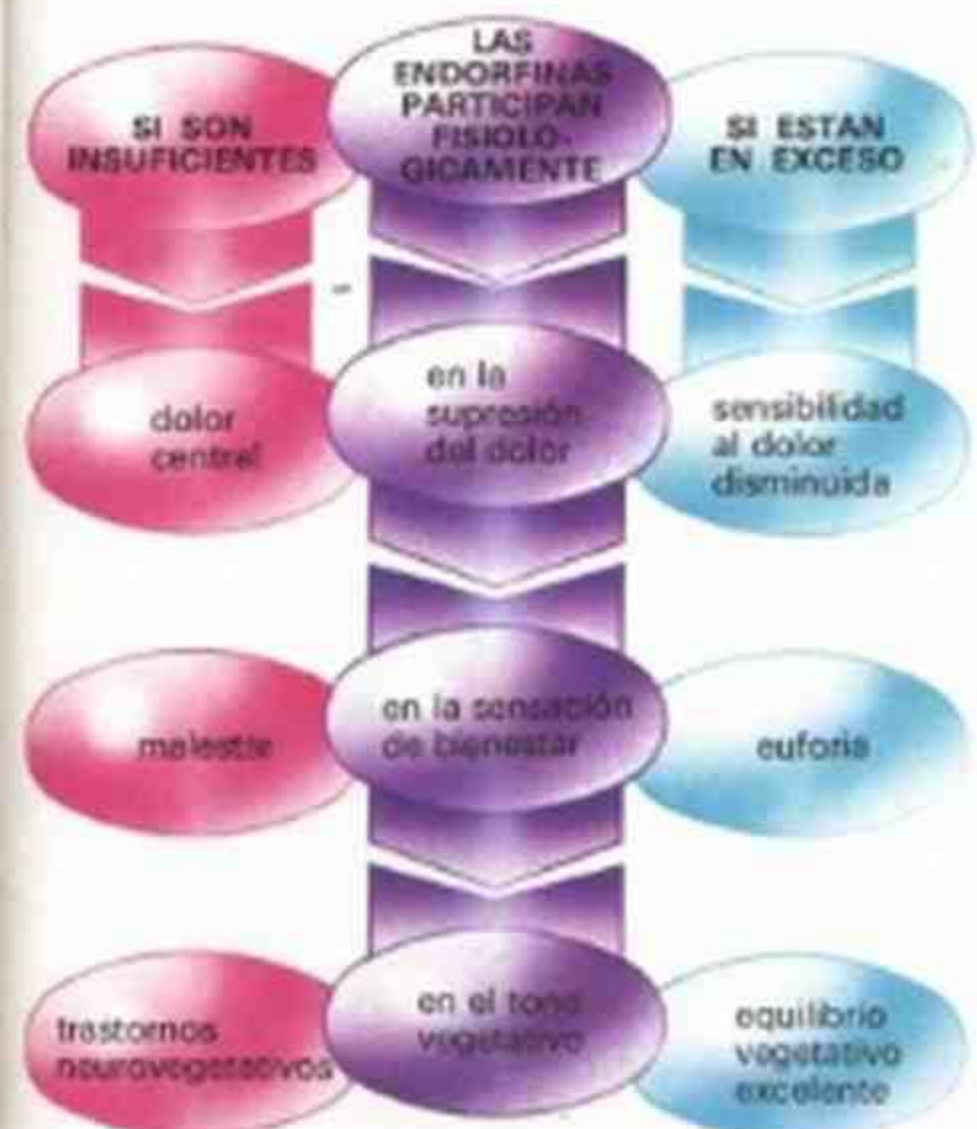 SI SON
INSUFICIENTES
LAS
ENDORFINAS
PARTICIPAN
FISIOLO-
GICAMENTE
SI ESTAN
EN EXCESO
dolor
central
en la
supresión
del dolor
sensibilidad
al dolor
disminuida
malestar
en la sensación
de bienestar
euforia
trastornos
neurovegetativos
en el tono
vegetativo
equilibrio
vegetativo
excelente